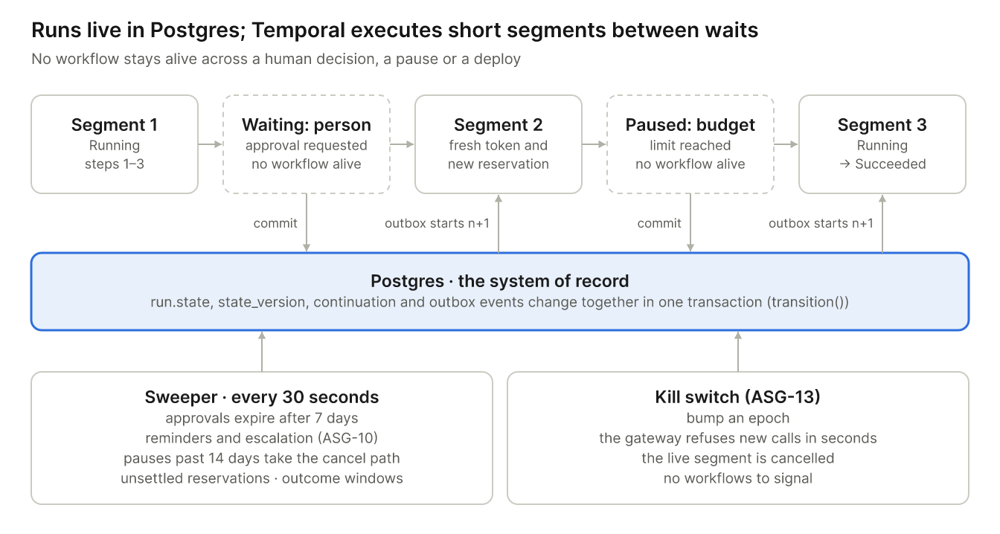 Runs live in Postgres; Temporal executes short segments between waits
No workflow stays alive across a human decision, a pause or a deploy
Segment 1
Running
steps 1–3
Waiting: person
approval requested
no workflow alive
Segment 2
fresh token and
new reservation
Paused: budget
limit reached
no workflow alive
Segment 3
Running
→ Succeeded
commit
outbox starts n+1
commit
outbox starts n+1
Postgres · the system of record
run.state, state_version, continuation and outbox events change together in one transaction (transition())
Sweeper · every 30 seconds
approvals expire after 7 days
reminders and escalation (ASG-10)
pauses past 14 days take the cancel path
unsettled reservations · outcome windows
Kill switch (ASG-13)
bump an epoch
the gateway refuses new calls in seconds
the live segment is cancelled
no workflows to signal